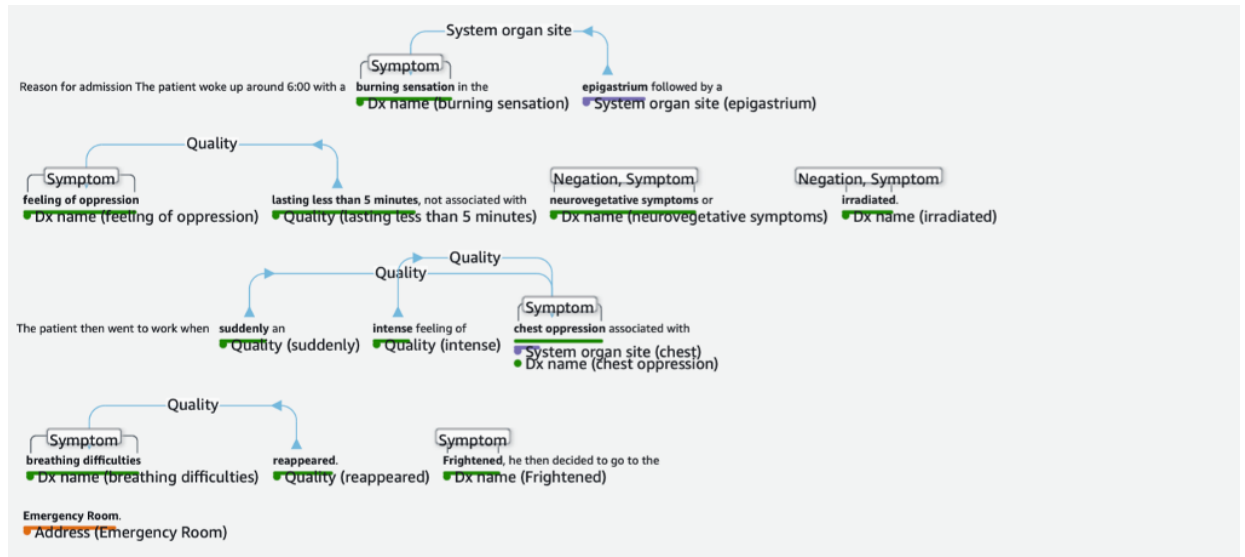 System organ site
Symptom
Reason for admission The patient woke up around 6:00 with a burning sensation in the epigastrium followed by a
Dx name (burning sensation) System organ site (epigastrium)
Quality
Symptom Negation, Symptom Negation, Symptom
feeling of oppression lasting less than 5 minutes, not associated with neurovegetative symptoms or irradiated.
Dx name (feeling of oppression) Quality (lasting less than 5 minutes) Dx name (neurovegetative symptoms) Dx name (irradiated)
Quality
Quality
Symptom
The patient then went to work when suddenly an intense feeling of chest oppression associated with
Quality (suddenly) Quality (intense) System organ site (chest)
Dx name (chest oppression)
Quality
Symptom Symptom
breathing difficulties reappeared. Frightened, he then decided to go to the
Dx name (breathing difficulties) Quality (reappeared) Dx name (Frightened)
Emergency Room.
Address (Emergency Room)